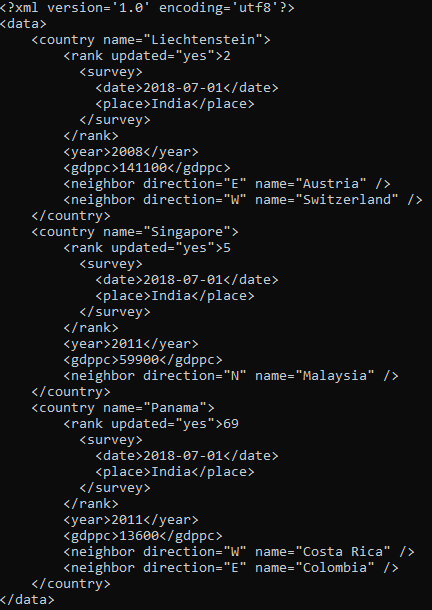 <?xml version='1.0' encoding='utf8'?>
<data>
    <country name="Liechtenstein">
        <rank updated="yes">2
          <survey>
            <date>2018-07-01</date>
            <place>India</place>
          </survey>
        </rank>
        <year>2008</year>
        <gdppc>141100</gdppc>
        <neighbor direction="E" name="Austria" />
        <neighbor direction="W" name="Switzerland" />
    </country>
    <country name="Singapore">
        <rank updated="yes">5
          <survey>
            <date>2018-07-01</date>
            <place>India</place>
          </survey>
        </rank>
        <year>2011</year>
        <gdppc>59900</gdppc>
        <neighbor direction="N" name="Malaysia" />
    </country>
    <country name="Panama">
        <rank updated="yes">69
          <survey>
            <date>2018-07-01</date>
            <place>India</place>
          </survey>
        </rank>
        <year>2011</year>
        <gdppc>13600</gdppc>
        <neighbor direction="W" name="Costa Rica" />
        <neighbor direction="E" name="Colombia" />
    </country>
</data>